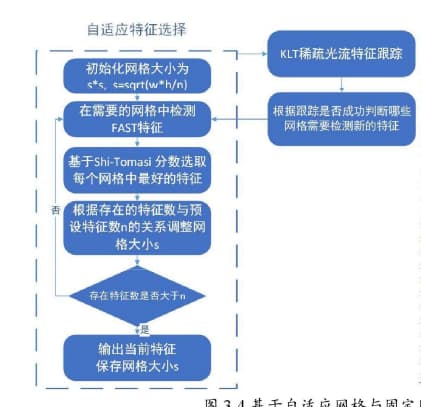 自适应特征选择
初始化网格大小为
s*s, s=sqrt(w*h/n)
在需要的网格中检测
FAST特征
基于Shi-Tomasi 分数选取
每个网格中最好的特征
根据存在的特征数与预
设特征数n的关系调整网
格大小s
存在特征数是否大于n
否
是
输出当前特征
保存网格大小s
KLT稀疏光流特征跟踪
根据跟踪是否成功判断哪些
网格需要检测新的特征
图 3.4 基于自适应网格与固定